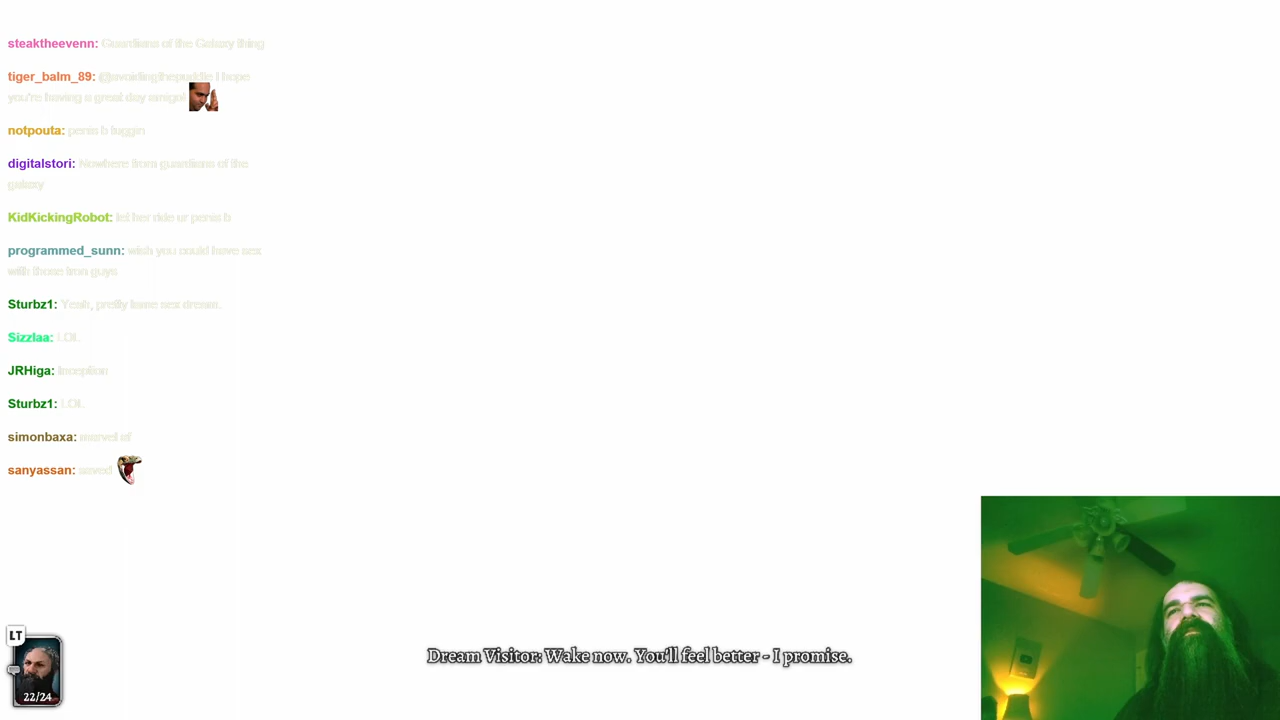 steaktheevenn: Guardians of the Galaxy thing
tiger_balm_89: @avoidingthepuddle I hope
you're having a great day amigo!
notpouta: penis b foggin
digitalstori: Nowhere from guardians of the
galaxy
KidKickingRobot: let her ride ur penis b
programmed_sunn: wish you could have sex
with those tron guys
Sturbz1: Yeah, pretty lame sex dream.
Sizzlaa: LOL
JRHiga: Inception
Sturbz1: LOL
simonbaxa: marvel af
sanyassan: saved
LT
22/24
Dream Visitor: Wake now. You'll feel better - I promise.